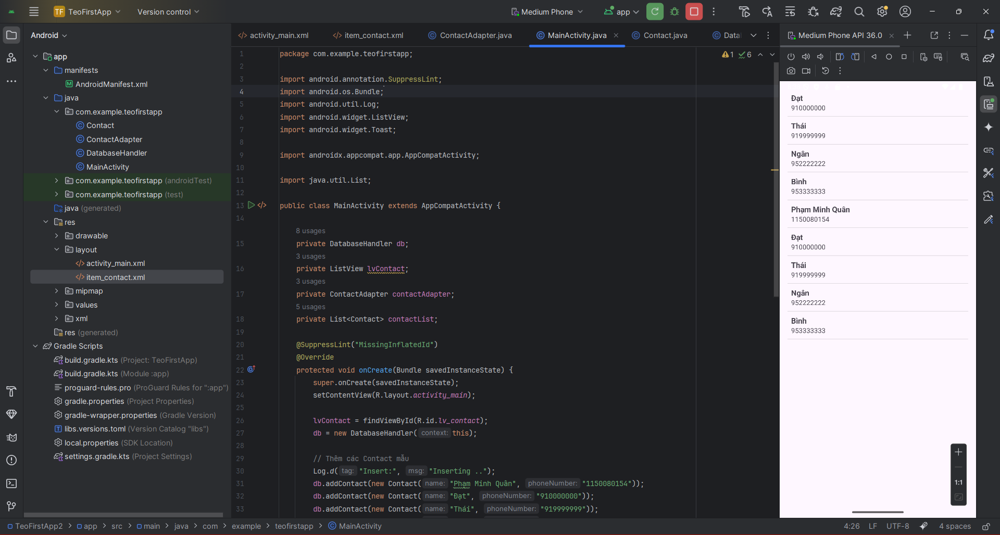 TF TeoFirstApp Version control Medium Phone app
Android
app
manifests
AndroidManifest.xml
java
com.example.teofirstapp
Contact
ContactAdapter
DatabaseHandler
MainActivity
com.example.teofirstapp (androidTest)
com.example.teofirstapp (test)
java (generated)
res
drawable
layout
activity_main.xml
item_contact.xml
mipmap
values
xml
res (generated)
Gradle Scripts
build.gradle.kts (Project: TeoFirstApp)
build.gradle.kts (Module :app)
proguard-rules.pro (ProGuard Rules for ":app")
gradle.properties (Project Properties)
gradle-wrapper.properties (Gradle Version)
libs.versions.toml (Version Catalog "libs")
local.properties (SDK Location)
settings.gradle.kts (Project Settings)
activity_main.xml item_contact.xml ContactAdapter.java MainActivity.java Contact.java Data
1 6
1 package com.example.teofirstapp;
2
3 import android.annotation.SuppressLint;
4 import android.os.Bundle;
5 import android.util.Log;
6 import android.widget.ListView;
7 import android.widget.Toast;
8
9 import androidx.appcompat.app.AppCompatActivity;
10
11 import java.util.List;
12
13 public class MainActivity extends AppCompatActivity {
14
8 usages
15 private DatabaseHandler db;
3 usages
16 private ListView lvContact;
3 usages
17 private ContactAdapter contactAdapter;
5 usages
18 private List<Contact> contactList;
19
20 @SuppressLint("MissingInflatedId")
21 @Override
22 protected void onCreate(Bundle savedInstanceState) {
23 super.onCreate(savedInstanceState);
24 setContentView(R.layout.activity_main);
25
26 lvContact = findViewById(R.id.lv_contact);
27 db = new DatabaseHandler( context: this);
28
29 // Thêm các Contact mẫu
30 Log.d( tag: "Insert:", msg: "Inserting ..");
31 db.addContact(new Contact( name: "Phạm Minh Quân", phoneNumber: "1150080154"));
32 db.addContact(new Contact( name: "Đạt", phoneNumber: "910000000"));
33 db.addContact(new Contact( name: "Thái", phoneNumber: "919999999"));
Medium Phone API 36.0
Đạt
910000000
Thái
919999999
Ngân
952222222
Bình
953333333
Phạm Minh Quân
1150080154
Đạt
910000000
Thái
919999999
Ngân
952222222
Bình
953333333
1:1
TeoFirstApp2 app src main java com example teofirstapp MainActivity
4:26 LF UTF-8 4 spaces